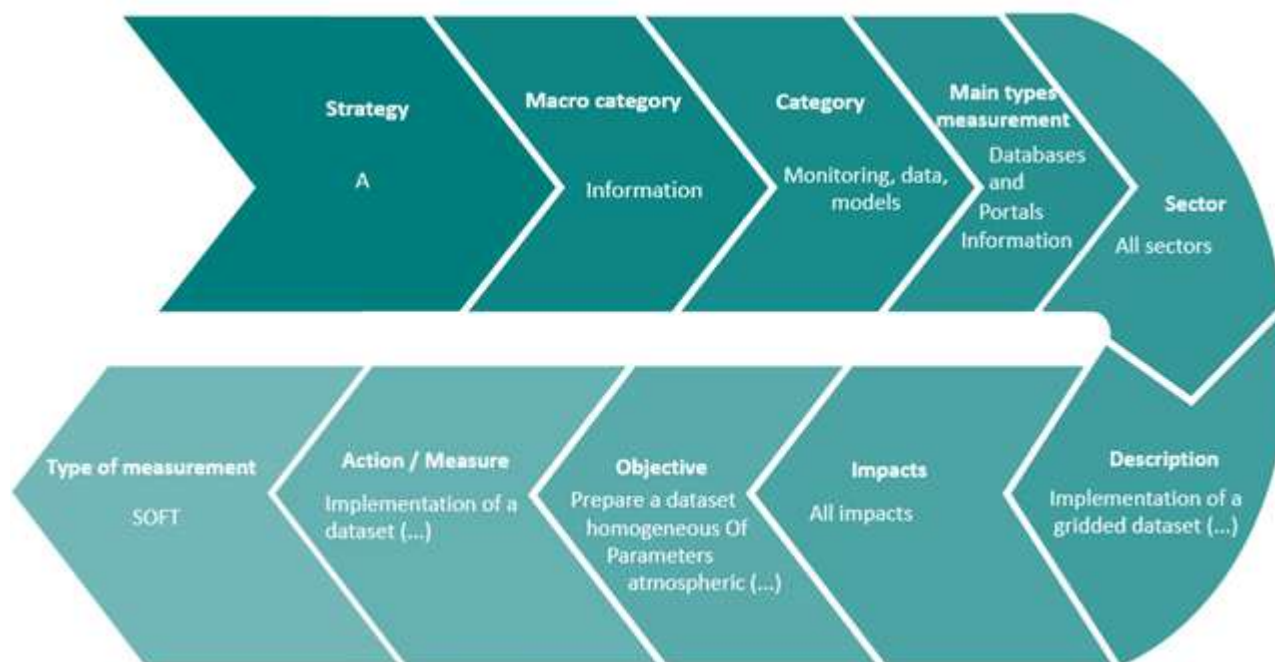 Strategy
A
Macro category
Information
Category
Monitoring, data,
models
Main types
measurement
Databases
and
Portals
Information
Sector
All sectors
Description
Implementation of a
gridded dataset (...)
Impacts
All impacts
Objective
Prepare a dataset
homogeneous Of
Parameters
atmospheric (...)
Action / Measure
Implementation of a
dataset (...)
Type of measurement
SOFT